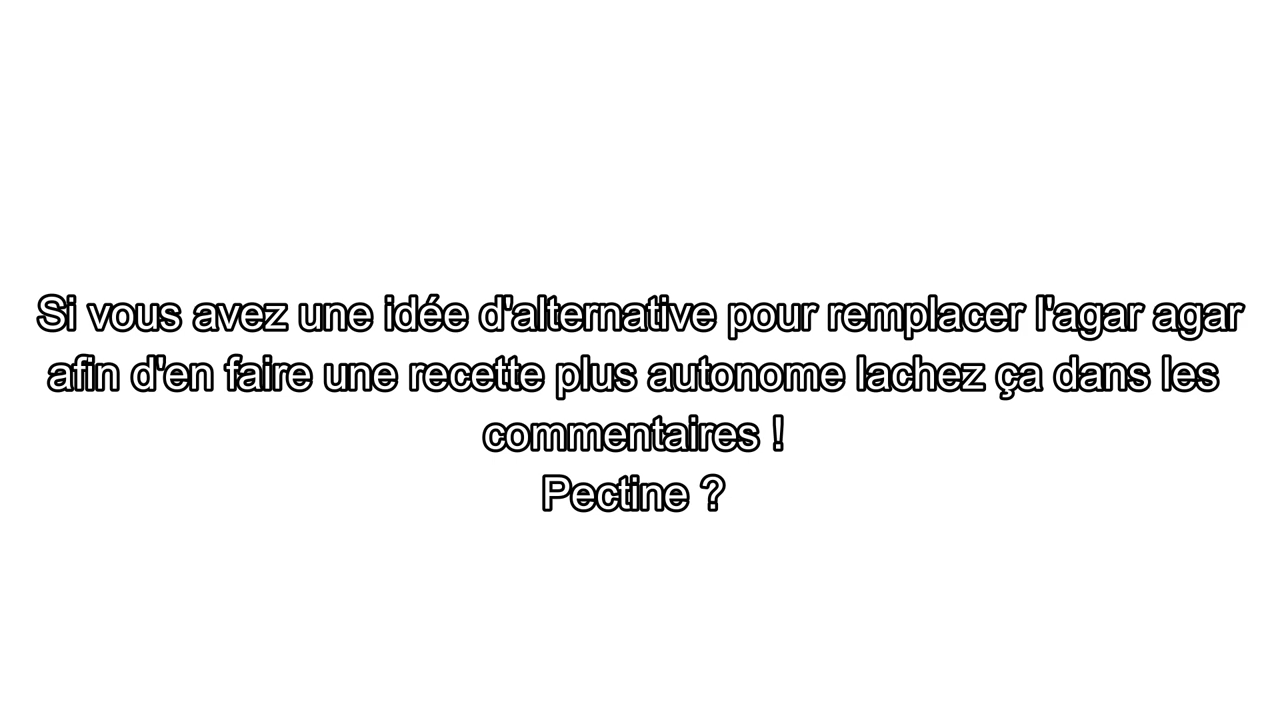 Si vous avez une idée d'alternative pour remplacer l'agar agar
afin d'en faire une recette plus autonome lachez ça dans les
commentaires !
Pectine ?